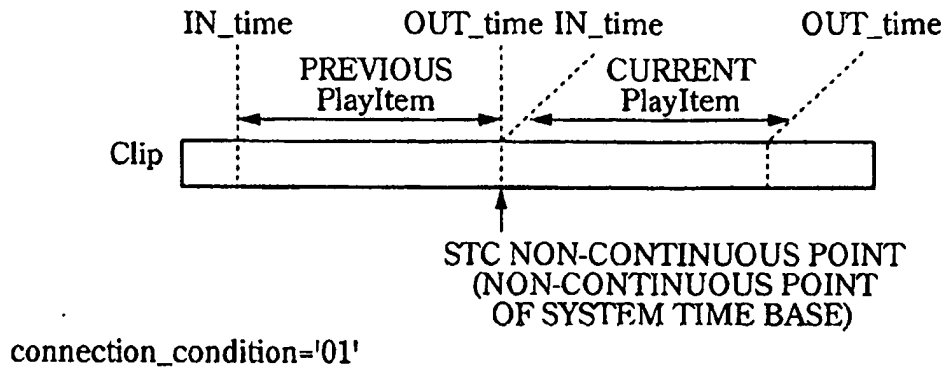 IN_time OUT_time IN_time OUT_time
PREVIOUS CURRENT
PlayItem PlayItem
Clip
STC NON-CONTINUOUS POINT
(NON-CONTINUOUS POINT
OF SYSTEM TIME BASE)
connection_condition='01'